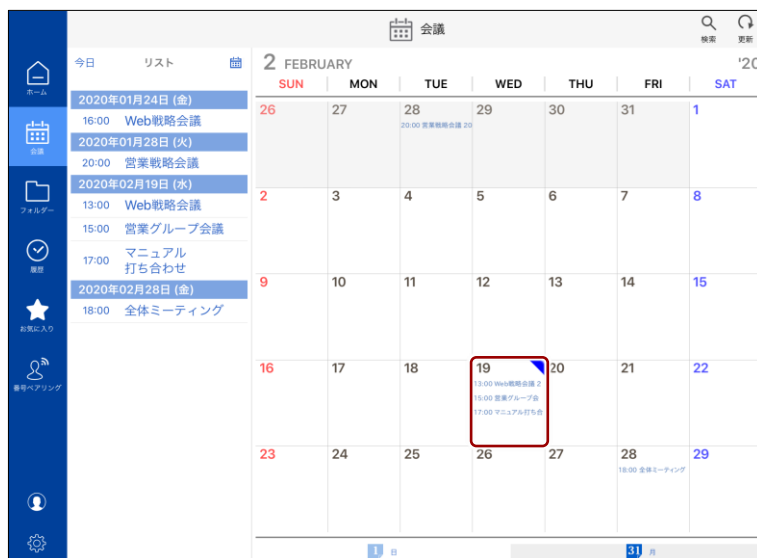 会議
検索
更新
ホーム
会議
フォルダー
履歴
お気に入り
番号ペアリング
今日 リスト
2020年01月24日 (金)
16:00 Web戦略会議
2020年01月28日 (火)
20:00 営業戦略会議
2020年02月19日 (水)
13:00 Web戦略会議
15:00 営業グループ会議
17:00 マニュアル
打ち合わせ
2020年02月28日 (金)
18:00 全体ミーティング
2 FEBRUARY '20
SUN MON TUE WED THU FRI SAT
26 27 28 29 30 31 1
20:00 営業戦略会議 20
2 3 4 5 6 7 8
9 10 11 12 13 14 15
16 17 18 19 20 21 22
13:00 Web戦略会議 2
15:00 営業グループ会
17:00 マニュアル打ち合
23 24 25 26 27 28 29
18:00 全体ミーティング
1 日 31 月